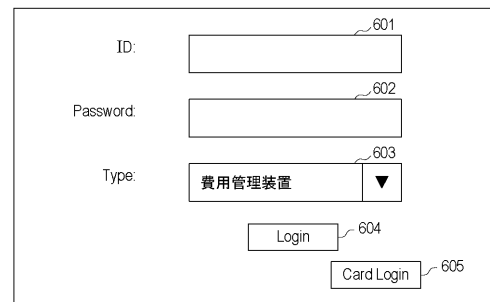 601
ID:
602
Password:
603
Type: 費用管理装置 ▼
Login 604
Card Login 605